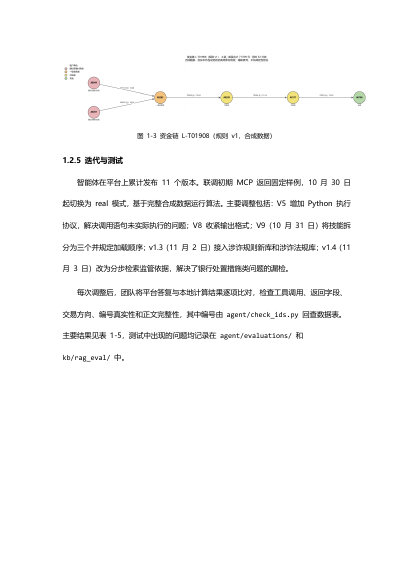 图 1-3 资金链 L-T01908（规则 v1，合成数据）
1.2.5 迭代与测试
智能体在平台上累计发布 11 个版本。联调初期 MCP 返回固定样例，10 月 30 日
起切换为 real 模式，基于完整合成数据运行算法。主要调整包括：V5 增加 Python 执行
协议，解决调用语句未实际执行的问题；V8 收紧输出格式；V9（10 月 31 日）将技能拆
分为三个并规定加载顺序；v1.3（11 月 2 日）接入涉诈规则新库和涉诈法规库；v1.4（11
月 3 日）改为分步检索监管依据，解决了银行处置措施类问题的漏检。
每次调整后，团队将平台答复与本地计算结果逐项比对，检查工具调用、返回字段、
交易方向、编号真实性和正文完整性，其中编号由 agent/check_ids.py 回查数据表。
主要结果见表 1-5，测试中出现的问题均记录在 agent/evaluations/ 和
kb/rag_eval/ 中。